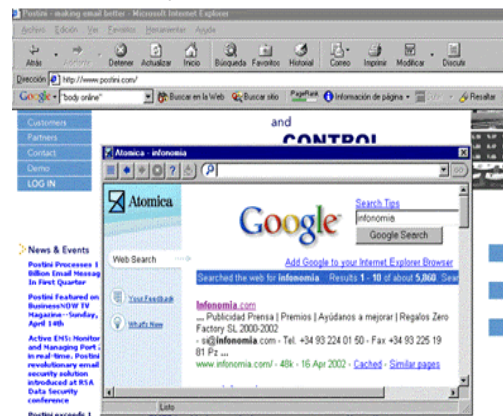 Postini - making email better - Microsoft Internet Explorer
Archivo Edición Ver Favoritos Herramientas Ayuda
Atrás Adelante Detener Actualizar Inicio Búsqueda Favoritos Historial Correo Imprimir Modificar Discutir
Dirección http://www.postini.com/
Google "body online" Buscar en la Web Buscar sitio PageRank Información de página Resaltar
Customers
Partners
Contact
Demo
LOG IN
and
CONTROL
Atomica - infonomia
Atomica
Web Search
Your Feedback
What's New
Google
Search Tips
infonomia
Google Search
Add Google to your Internet Explorer Browser
Searched the web for infonomia Results 1 - 10 of about 5,860. Sear
Infonomia.com
... Publicidad Prensa | Premios | Ayúdanos a mejorar | Regalos Zero
Factory SL 2000-2002
- si@infonomia.com - Tel. +34 93 224 01 50 - Fax +34 93 225 19
81 Pz ...
www.infonomia.com/ - 48k - 16 Apr 2002 - Cached - Similar pages
Listo
News & Events
Postini Processes 1
Billion Email Messag
In First Quarter
Postini Featured on
BusinessNOW TV
Magazine--Sunday,
April 14th
Active EMS: Monitor
and Managing Port
in real-time. Postini
revolutionary email
security solution
introduced at RSA
Data Security
conference
Postini exceeds 1